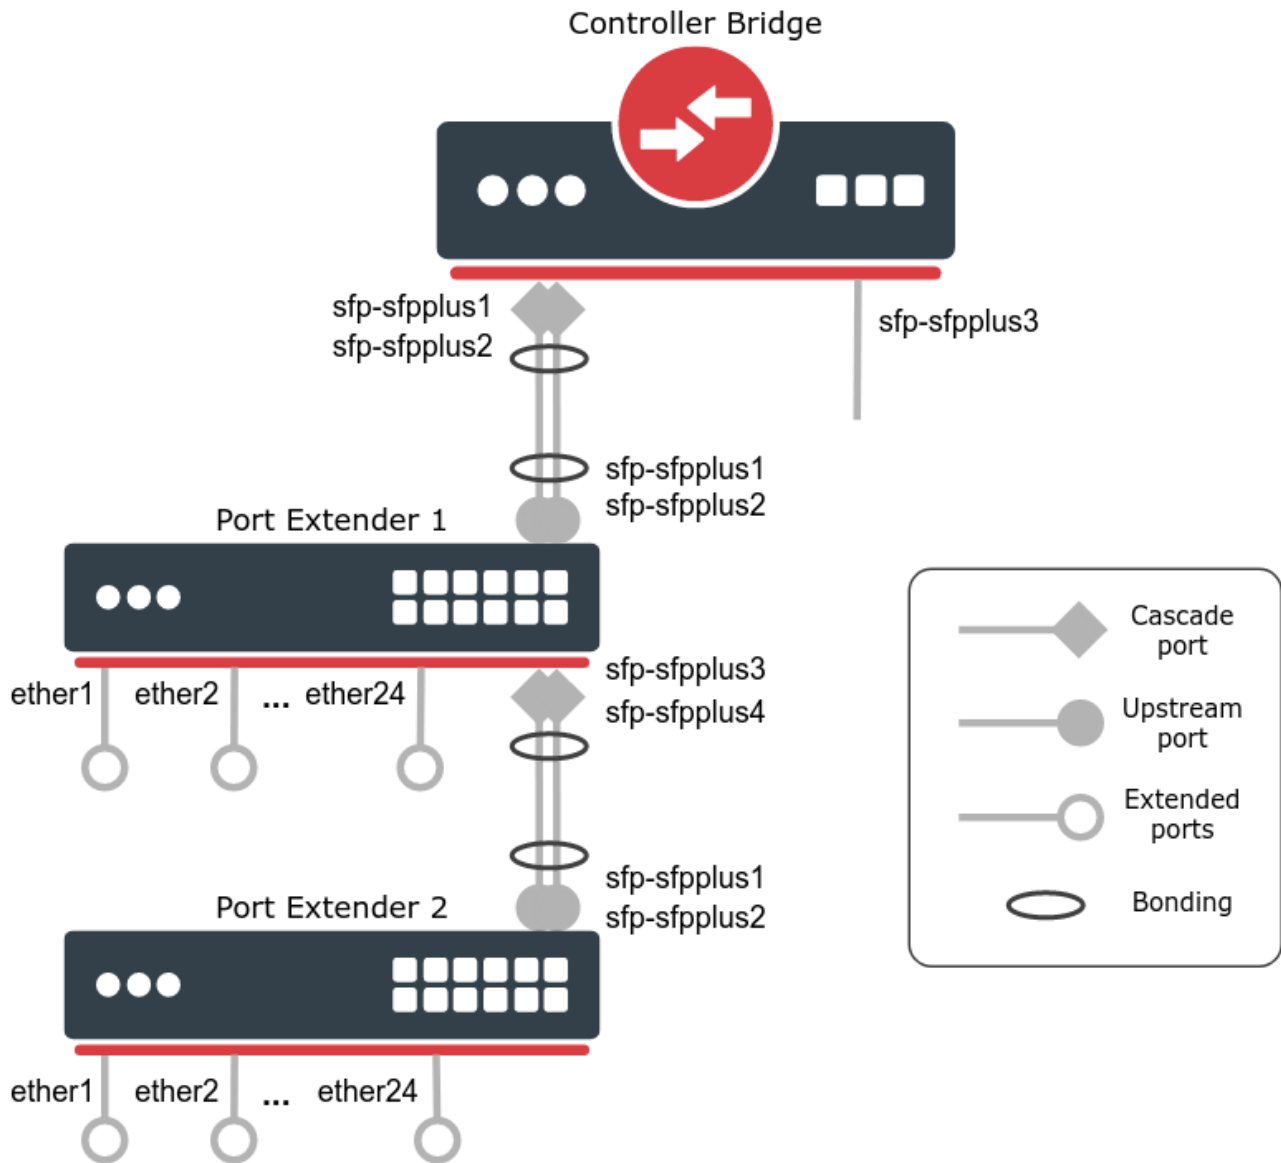 Controller Bridge
sfp-sfpplus1
sfp-sfpplus2
sfp-sfpplus3
sfp-sfpplus1
sfp-sfpplus2
Port Extender 1
ether1 ether2 ... ether24
sfp-sfpplus3
sfp-sfpplus4
sfp-sfpplus1
sfp-sfpplus2
Port Extender 2
ether1 ether2 ... ether24
Cascade
port
Upstream
port
Extended
ports
Bonding